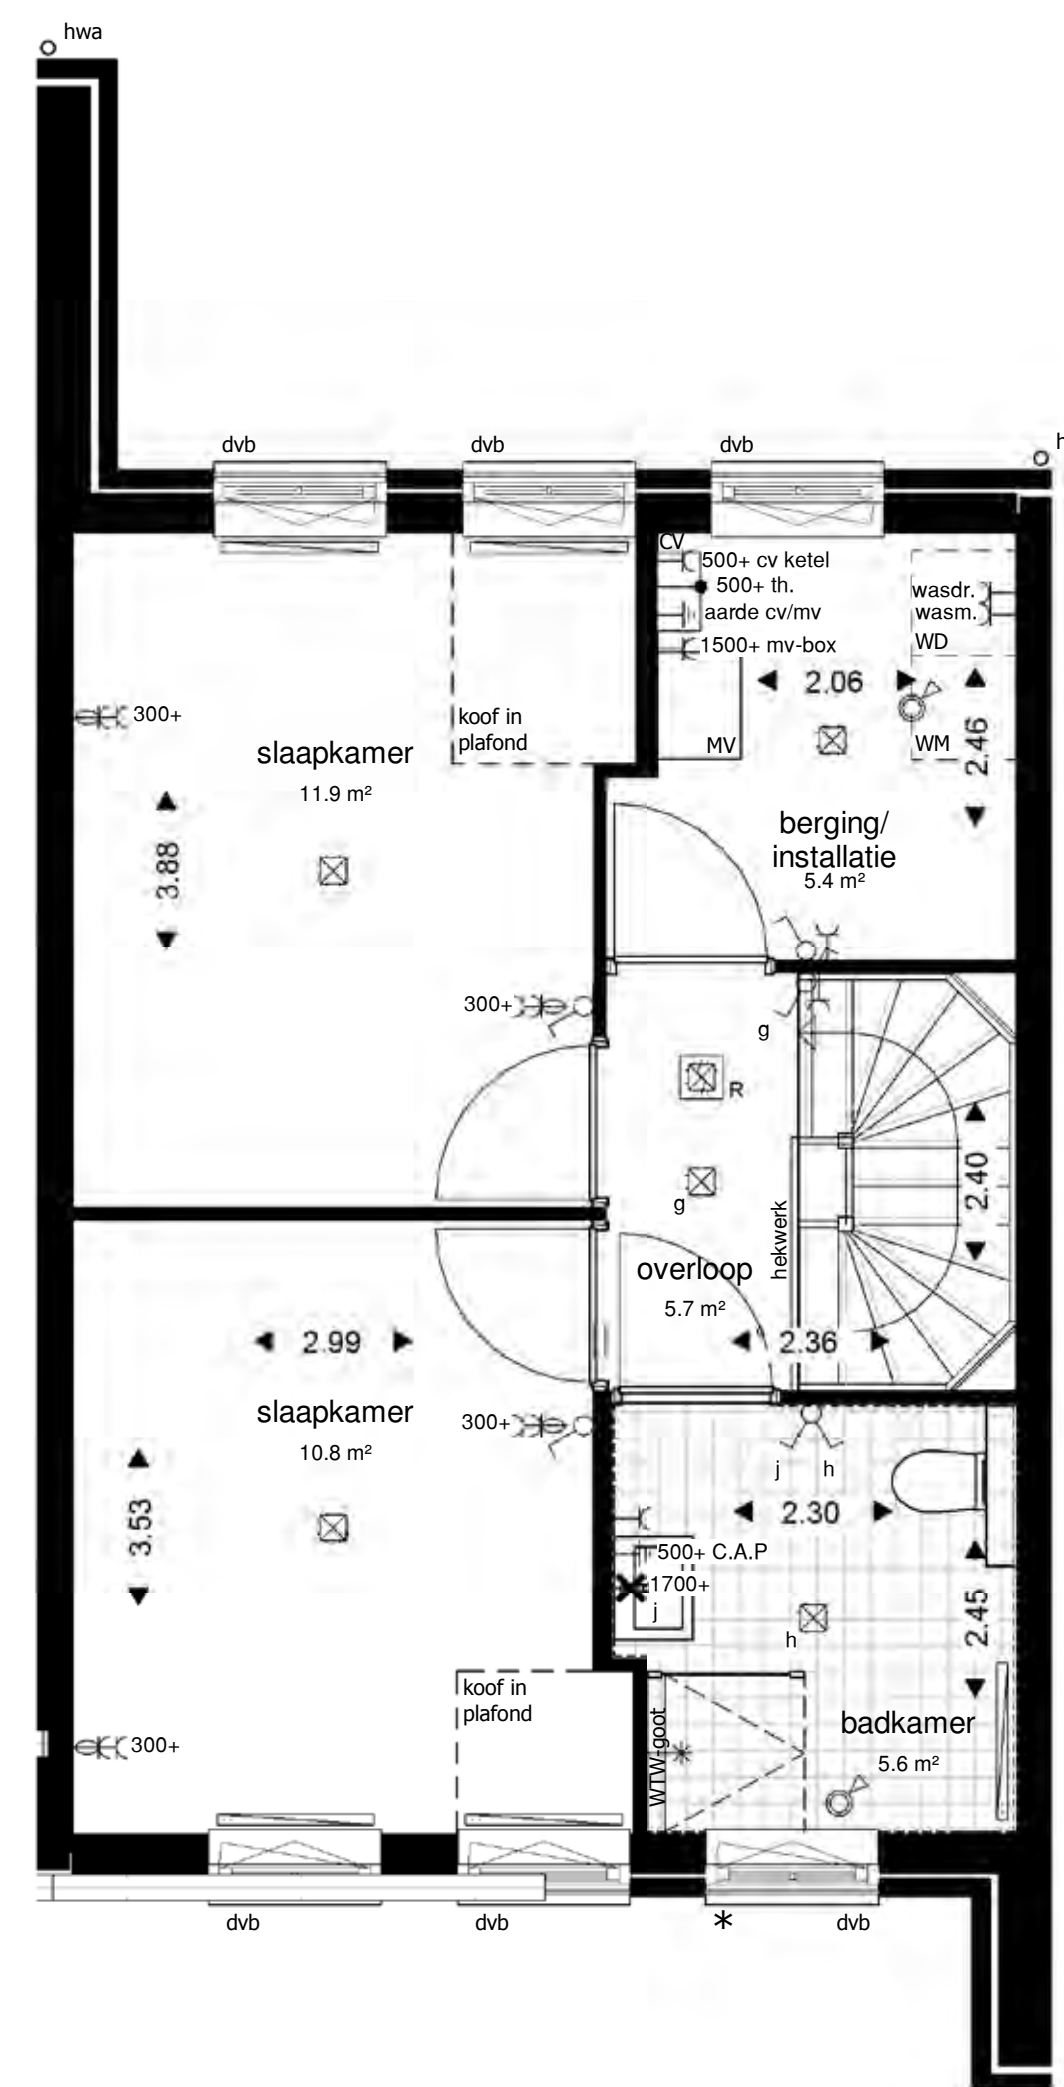 hwa
dvb
dvb
dvb
h
CV
500+ cv ketel
500+ th.
aarde cv/mv
1500+ mv-box
wasdr.
wasm.
WD
2.06
MV
WM
2.46
300+
koof in
plafond
slaapkamer
11.9 m²
3.88
berging/
installatie
5.4 m²
300+
g
R
g
hekwerk
2.40
overloop
5.7 m²
2.36
2.99
slaapkamer
10.8 m²
300+
3.53
j
h
2.30
500+ C.A.P
1700+
j
h
2.45
koof in
plafond
WTW-goot
badkamer
5.6 m²
300+
dvb
dvb
*
dvb